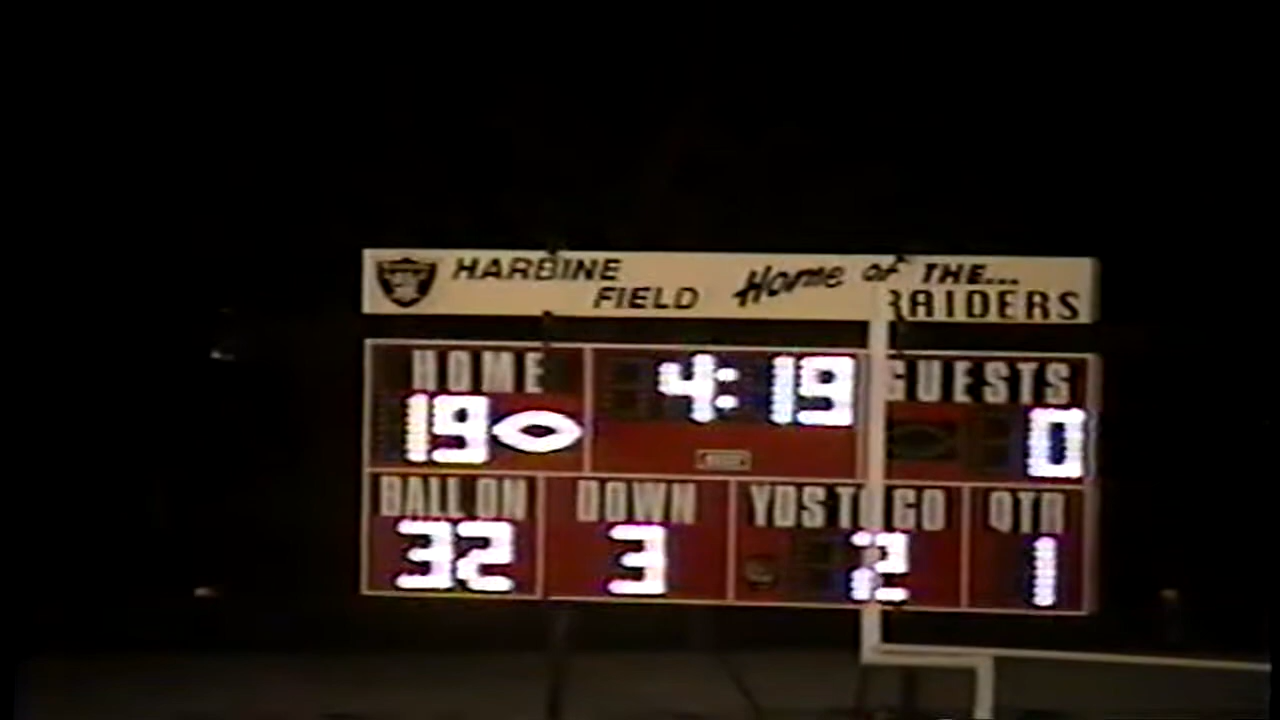 HARBINE
FIELD
Home of THE...
RAIDERS
HOME
4:19
GUESTS
19
0
BALL ON
DOWN
YDS TO GO
QTR
32
3
2
1